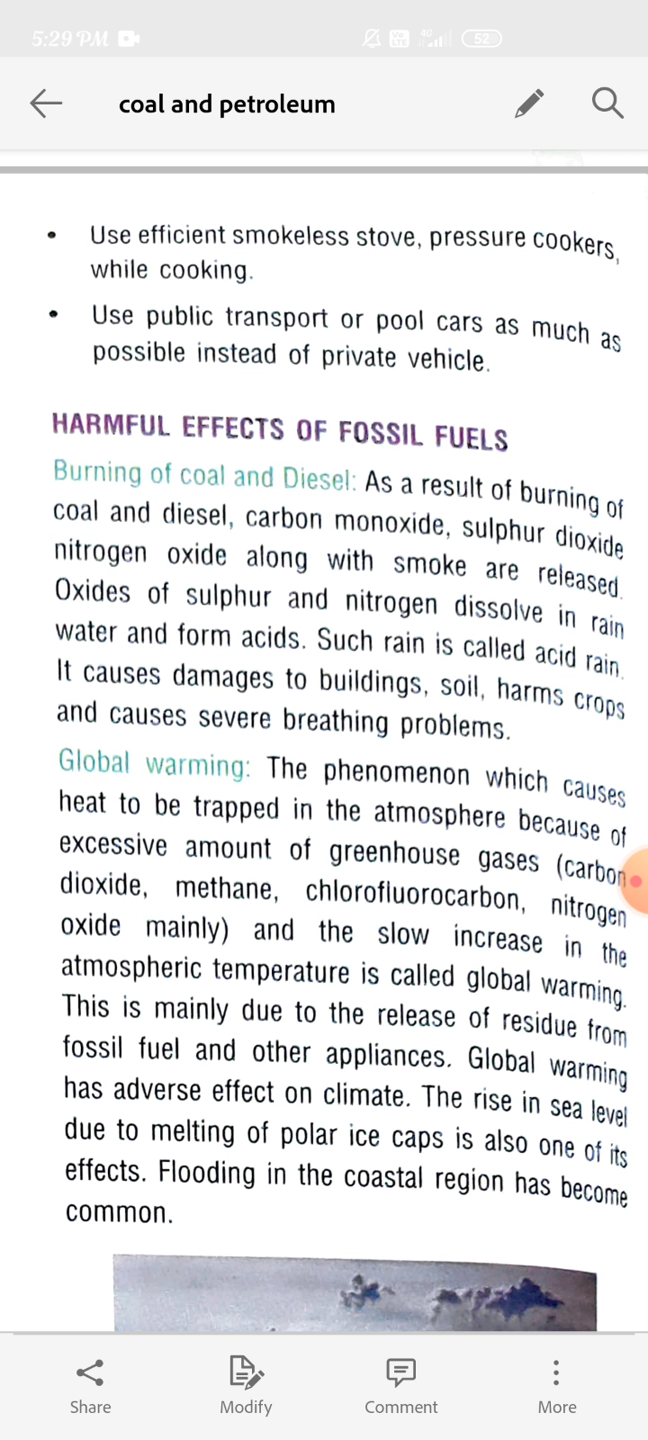 5:29 PM
VO LTE
4G
52
coal and petroleum
• Use efficient smokeless stove, pressure cookers,
while cooking.
• Use public transport or pool cars as much as
possible instead of private vehicle.
HARMFUL EFFECTS OF FOSSIL FUELS
Burning of coal and Diesel: As a result of burning of
coal and diesel, carbon monoxide, sulphur dioxide
nitrogen oxide along with smoke are released.
Oxides of sulphur and nitrogen dissolve in rain
water and form acids. Such rain is called acid rain.
It causes damages to buildings, soil, harms crops
and causes severe breathing problems.
Global warming: The phenomenon which causes
heat to be trapped in the atmosphere because of
excessive amount of greenhouse gases (carbon
dioxide, methane, chlorofluorocarbon, nitrogen
oxide mainly) and the slow increase in the
atmospheric temperature is called global warming.
This is mainly due to the release of residue from
fossil fuel and other appliances. Global warming
has adverse effect on climate. The rise in sea level
due to melting of polar ice caps is also one of its
effects. Flooding in the coastal region has become
common.
Share
Modify
Comment
More